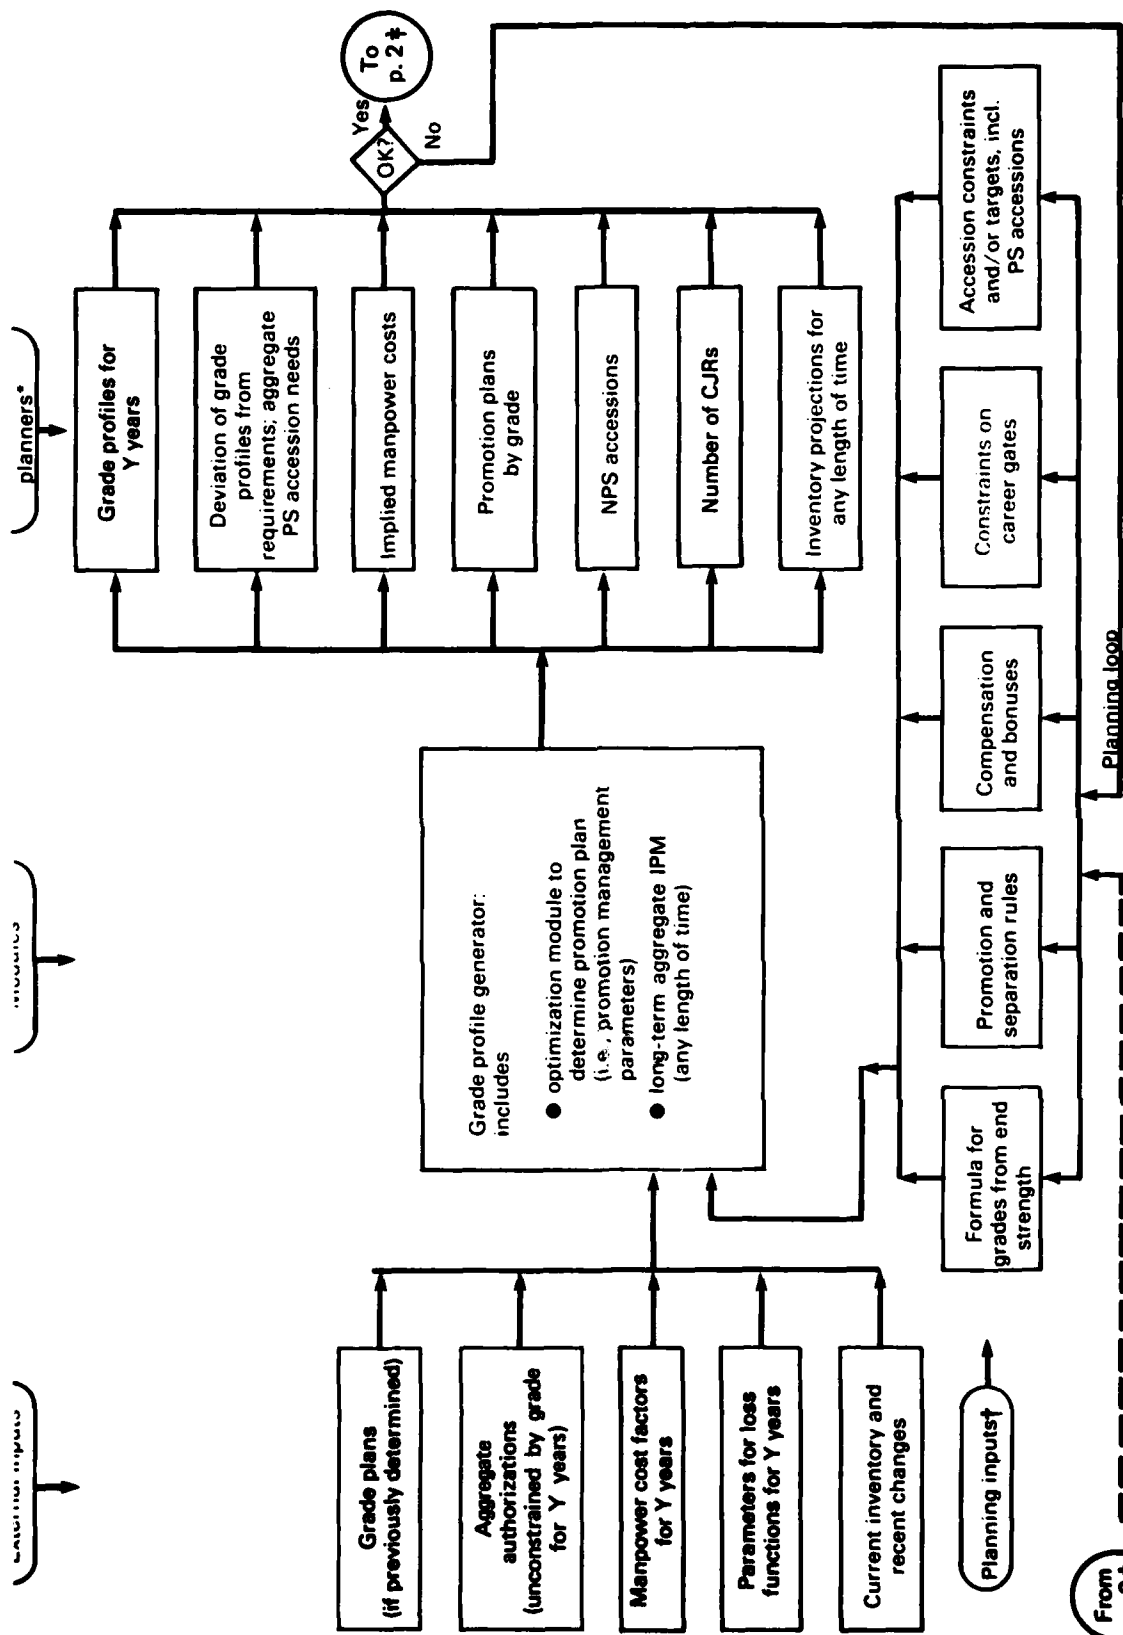 External Inputs
Modules
planners*
Grade plans
(if previously determined)
Aggregate
authorizations
(unconstrained by grade
for Y years)
Manpower cost factors
for Y years
Parameters for loss
functions for Y years
Current inventory and
recent changes
Planning inputs†
From
Grade profile generator:
includes
● optimization module to
determine promotion plan
(i.e., promotion management
parameters)
● long-term aggregate IPM
(any length of time)
Grade profiles for
Y years
Deviation of grade
profiles from
requirements; aggregate
PS accession needs
Implied manpower costs
Promotion plans
by grade
NPS accessions
Number of CJRs
Inventory projections for
any length of time
OK?
Yes
No
To
p. 2‡
Formula for
grades from end
strength
Promotion and
separation rules
Compensation
and bonuses
Constraints on
career gates
Accession constraints
and/or targets, incl.
PS accessions
Planning loop